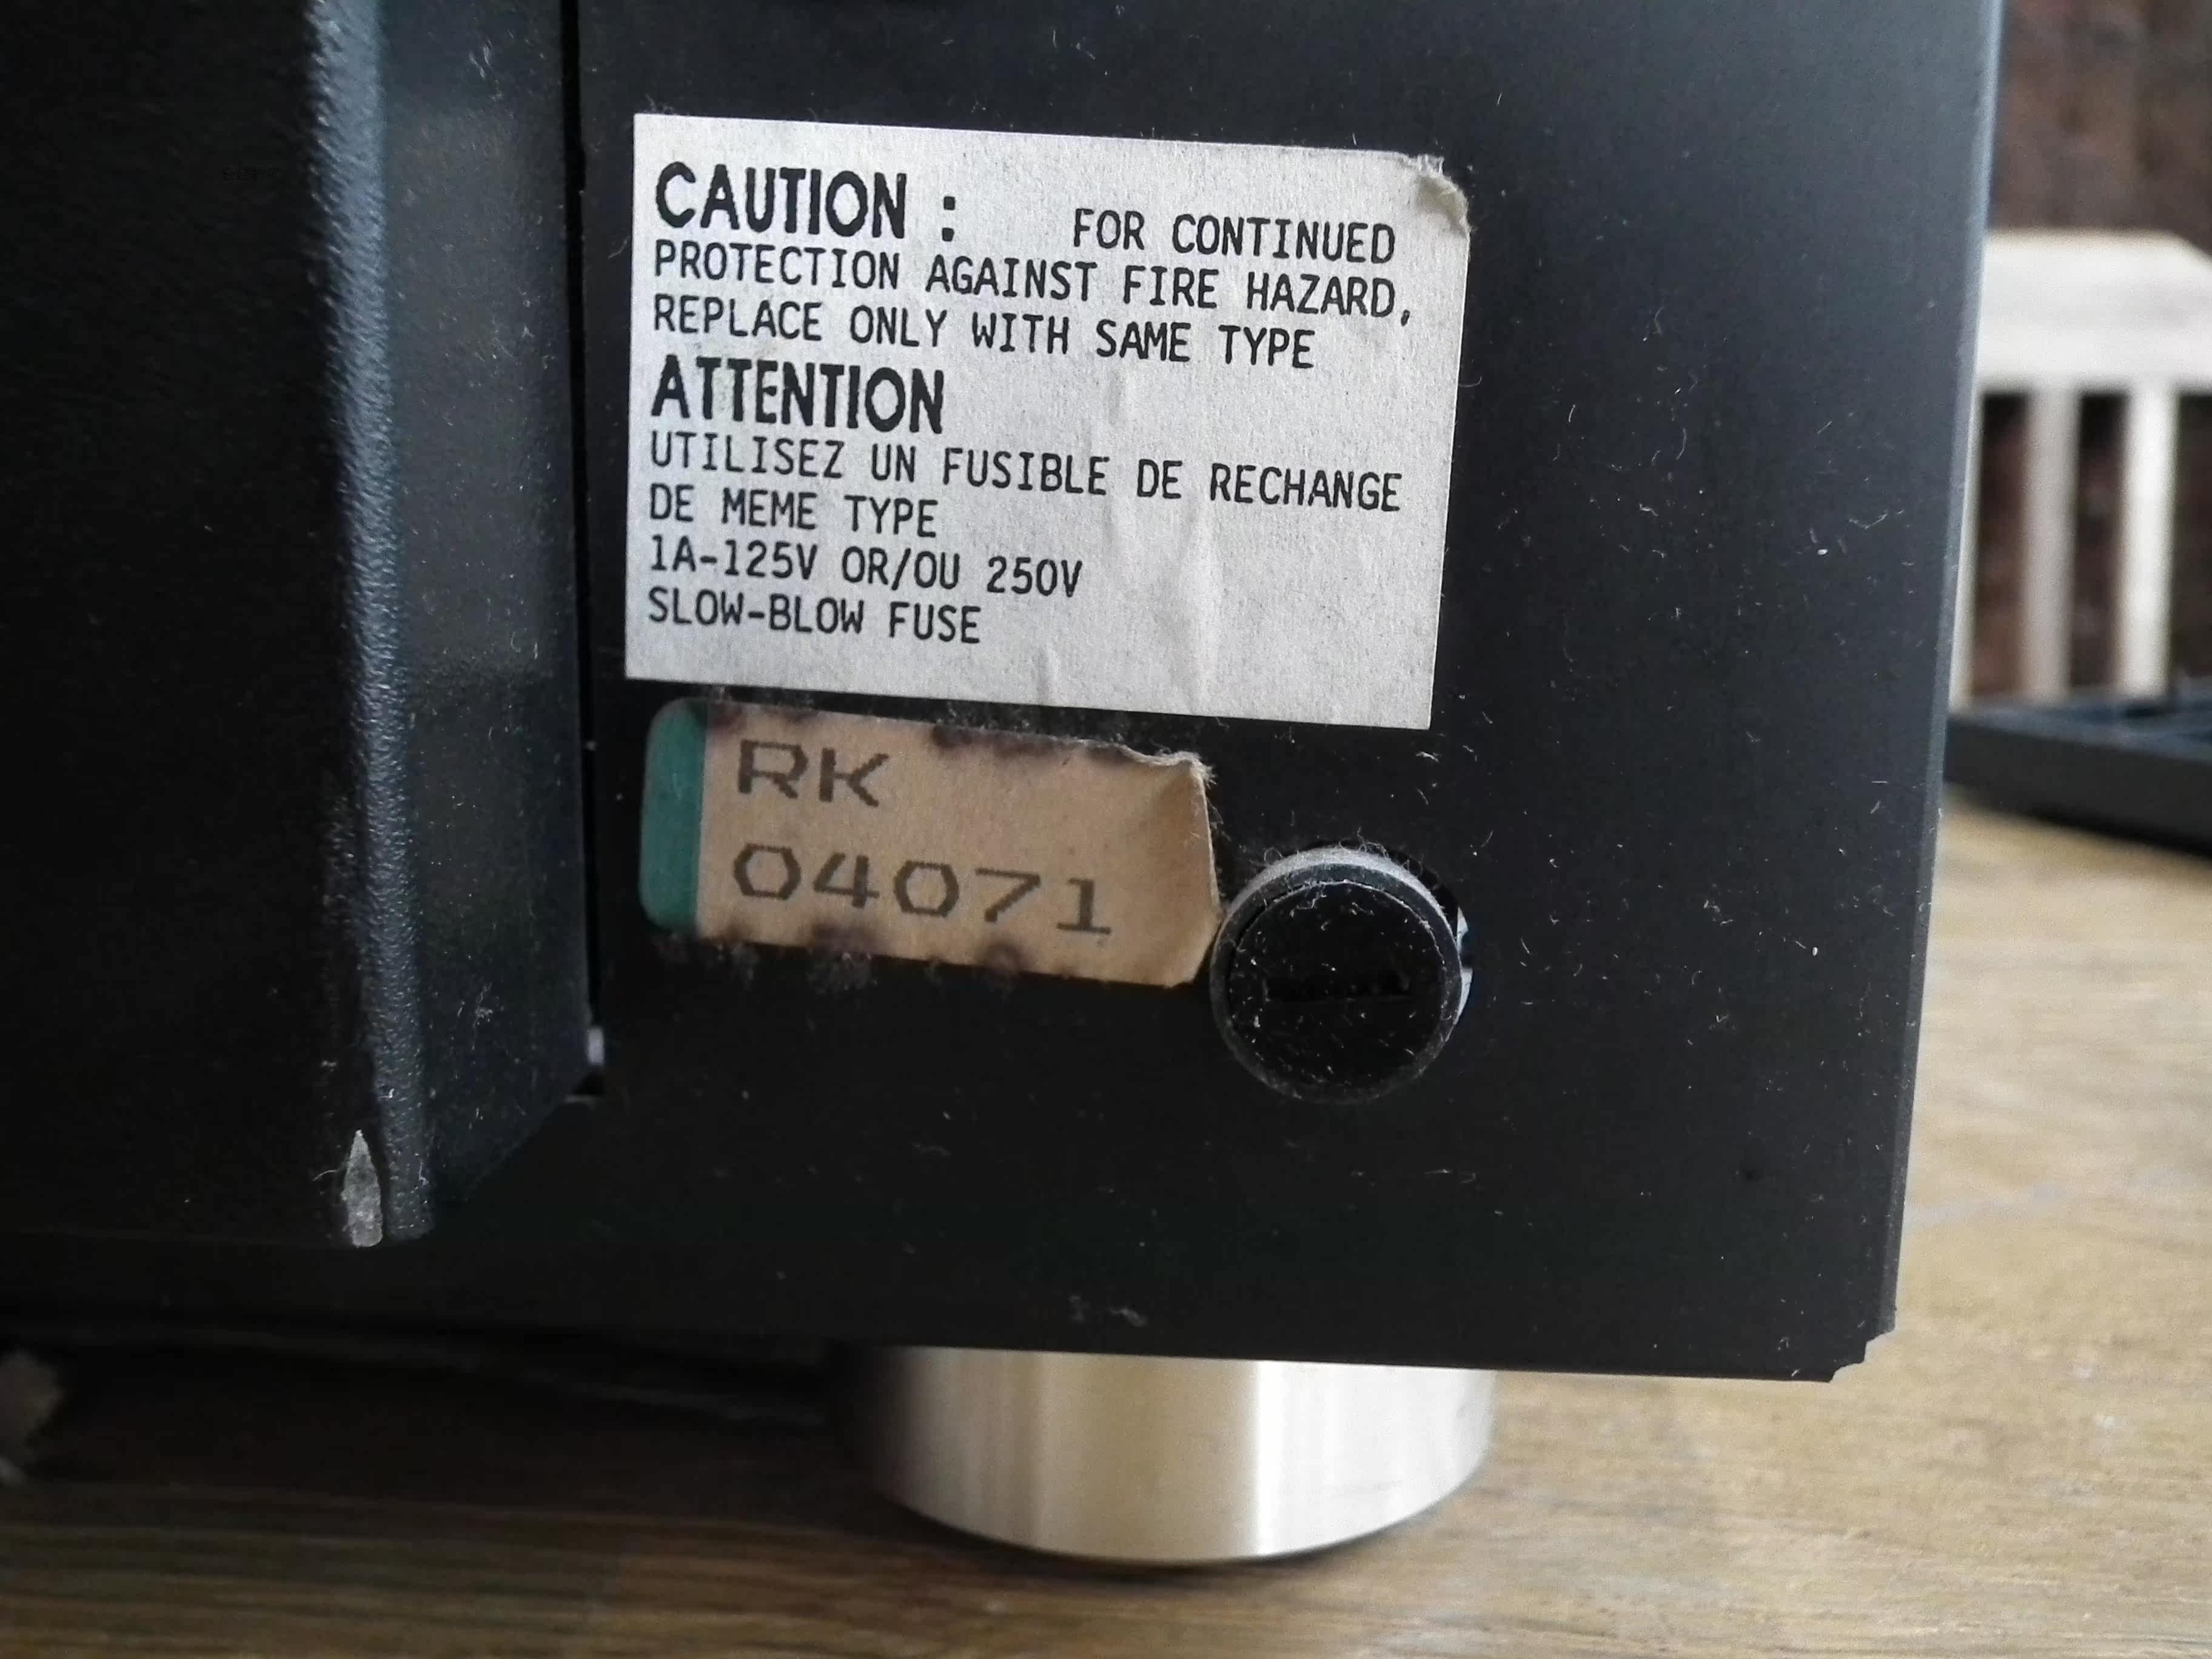 CAUTION : FOR CONTINUED
PROTECTION AGAINST FIRE HAZARD,
REPLACE ONLY WITH SAME TYPE
ATTENTION
UTILISEZ UN FUSIBLE DE RECHANGE
DE MEME TYPE
1A-125V OR/OU 250V
SLOW-BLOW FUSE
RK
04071